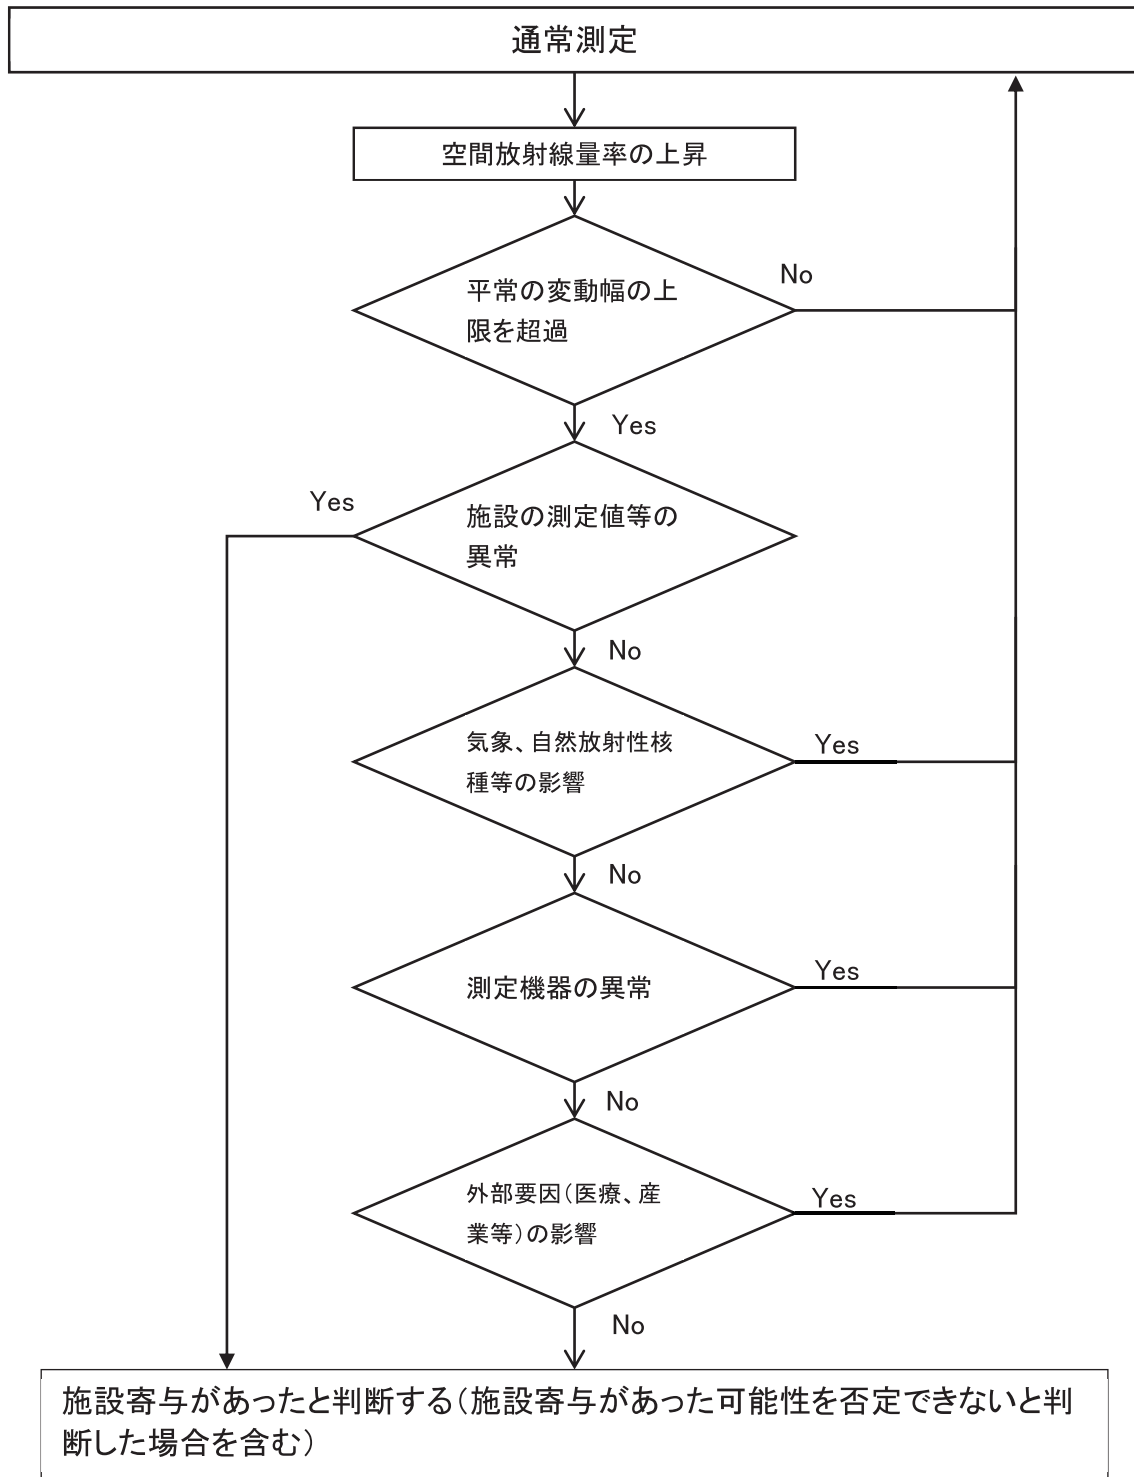 通常測定
空間放射線量率の上昇
平常の変動幅の上
限を超過
No
Yes
施設の測定値等の
異常
Yes
No
気象、自然放射性核
種等の影響
Yes
No
測定機器の異常
Yes
No
外部要因（医療、産
業等）の影響
Yes
No
施設寄与があったと判断する（施設寄与があった可能性を否定できないと判
断した場合を含む）